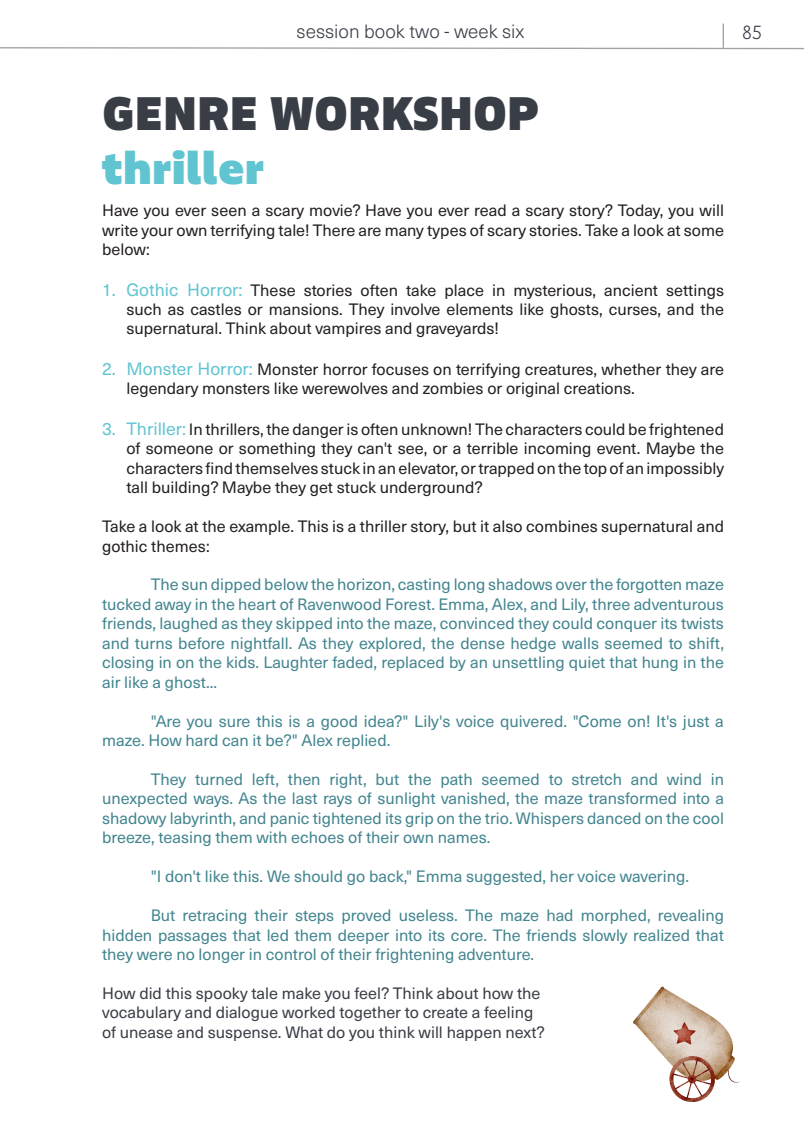 session book two - week six
85
GENRE WORKSHOP
thriller
Have you ever seen a scary movie? Have you ever read a scary story? Today, you will
write your own terrifying tale! There are many types of scary stories. Take a look at some
below:
1. Gothic Horror: These stories often take place in mysterious, ancient settings
such as castles or mansions. They involve elements like ghosts, curses, and the
supernatural. Think about vampires and graveyards!
2. Monster Horror: Monster horror focuses on terrifying creatures, whether they are
legendary monsters like werewolves and zombies or original creations.
3. Thriller: In thrillers, the danger is often unknown! The characters could be frightened
of someone or something they can't see, or a terrible incoming event. Maybe the
characters find themselves stuck in an elevator, or trapped on the top of an impossibly
tall building? Maybe they get stuck underground?
Take a look at the example. This is a thriller story, but it also combines supernatural and
gothic themes:
The sun dipped below the horizon, casting long shadows over the forgotten maze
tucked away in the heart of Ravenwood Forest. Emma, Alex, and Lily, three adventurous
friends, laughed as they skipped into the maze, convinced they could conquer its twists
and turns before nightfall. As they explored, the dense hedge walls seemed to shift,
closing in on the kids. Laughter faded, replaced by an unsettling quiet that hung in the
air like a ghost...
"Are you sure this is a good idea?" Lily's voice quivered. "Come on! It's just a
maze. How hard can it be?" Alex replied.
They turned left, then right, but the path seemed to stretch and wind in
unexpected ways. As the last rays of sunlight vanished, the maze transformed into a
shadowy labyrinth, and panic tightened its grip on the trio. Whispers danced on the cool
breeze, teasing them with echoes of their own names.
"I don't like this. We should go back," Emma suggested, her voice wavering.
But retracing their steps proved useless. The maze had morphed, revealing
hidden passages that led them deeper into its core. The friends slowly realized that
they were no longer in control of their frightening adventure.
How did this spooky tale make you feel? Think about how the
vocabulary and dialogue worked together to create a feeling
of unease and suspense. What do you think will happen next?